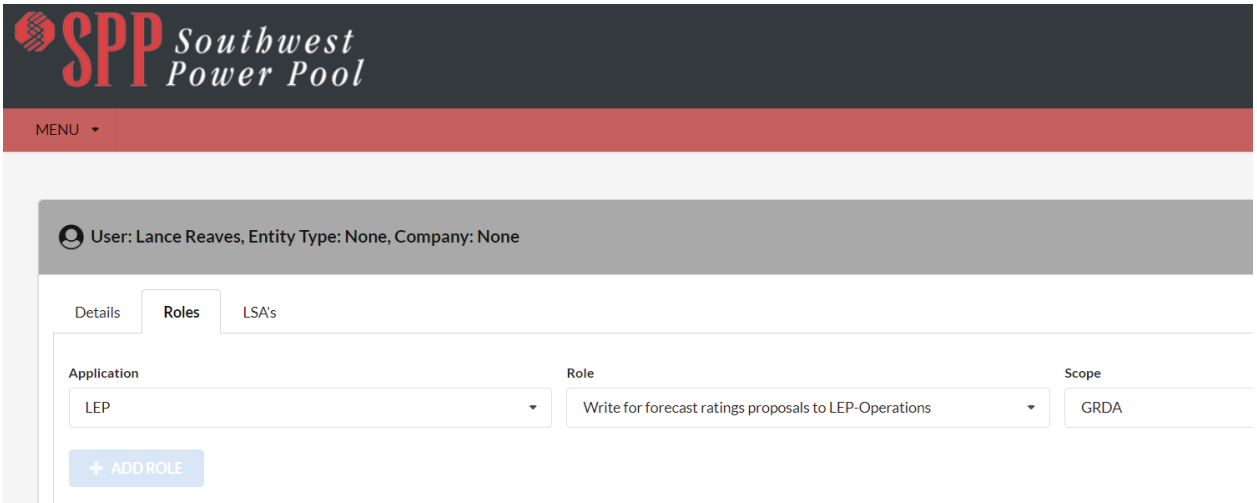 SPP Southwest
Power Pool
MENU
User: Lance Reaves, Entity Type: None, Company: None
Details Roles LSA's
Application Role Scope
LEP Write for forecast ratings proposals to LEP-Operations GRDA
+ ADD ROLE